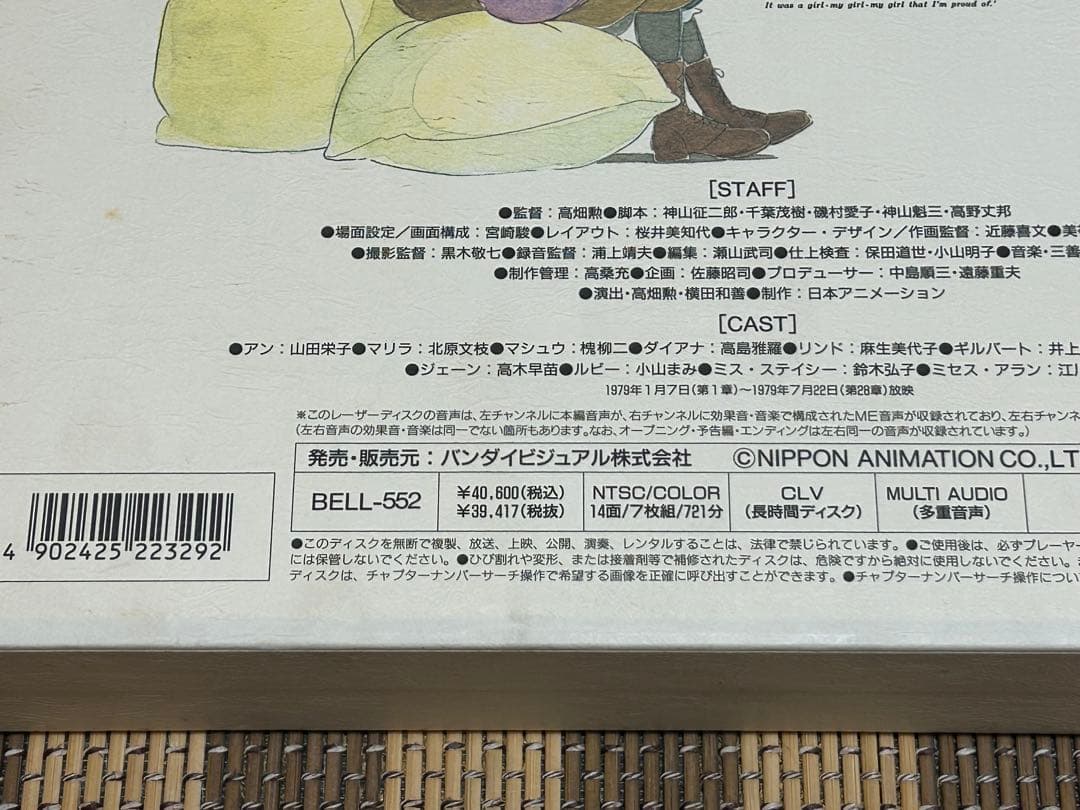 It was a girl-my girl-my girl that I'm proud of.'
[STAFF]
●監督：高畑勲●脚本：神山征二郎・千葉茂樹・磯村愛子・神山魁三・高野丈邦
●場面設定／画面構成：宮崎駿●レイアウト：桜井美知代●キャラクター・デザイン／作画監督：近藤喜文●美
●撮影監督：黒木敬七●録音監督：浦上靖夫●編集：瀬山武司●仕上検査：保田道世・小山明子●音楽・三善
●制作管理：高桑充●企画：佐藤昭司●プロデューサー：中島順三・遠藤重夫
●演出・高畑勲・横田和善●制作：日本アニメーション
[CAST]
●アン：山田栄子●マリラ：北原文枝●マシュウ：槐柳二●ダイアナ：高島雅羅●リンド：麻生美代子●ギルバート：井上
●ジェーン：高木早苗●ルビー：小山まみ●ミス・ステイシー：鈴木弘子●ミセス・アラン：江
1979年1月7日（第1章）〜1979年7月22日（第28章）放映
※このレーザーディスクの音声は、左チャンネルに本編音声が、右チャンネルに効果音・音楽で構成されたME音声が収録されており、左右チャンネ
（左右音声の効果音・音楽は同一でない箇所もあります。なお、オープニング・予告編・エンディングは左右同一の音声が収録されています。）
発売・販売元：バンダイビジュアル株式会社 ©NIPPON ANIMATION CO.,LT
BELL-552 ¥40,600（税込） NTSC/COLOR CLV MULTI AUDIO
¥39,417（税抜） 14面/7枚組/721分 （長時間ディスク） （多重音声）
4 902425 223292
●このディスクを無断で複製、放送、上映、公開、演奏、レンタルすることは、法律で禁じられています。●ご使用後は、必ずプレーヤー
には保管しないでください。●ひび割れや変形、または接着剤等で補修されたディスクは、危険ですから絶対に使用しないでください。
ディスクは、チャプターナンバーサーチ操作で希望する画像を正確に呼び出すことができます。●チャプターナンバーサーチ操作につい